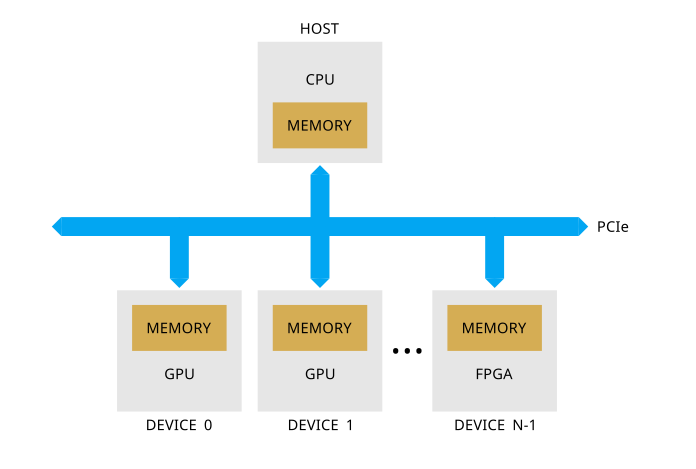 HOST
CPU
MEMORY
PCIe
MEMORY
MEMORY
MEMORY
GPU
GPU
...
FPGA
DEVICE 0
DEVICE 1
DEVICE N-1